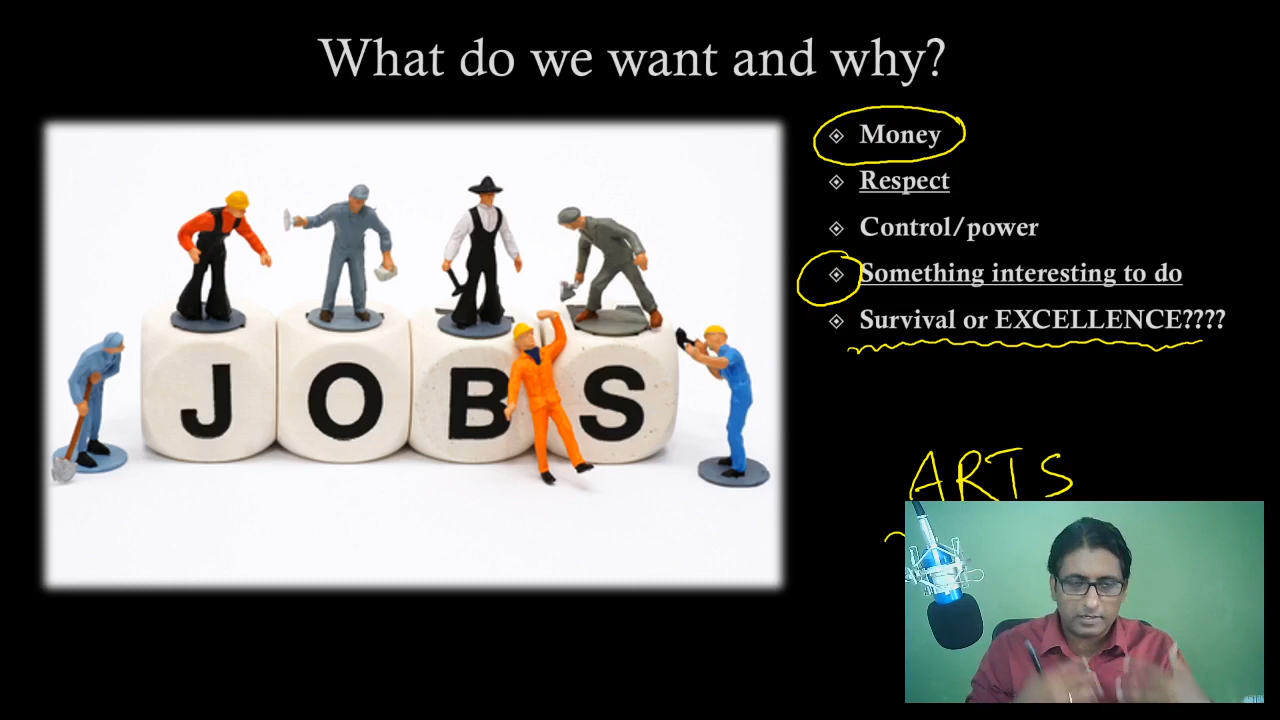 What do we want and why?
Money
Respect
Control/power
Something interesting to do
Survival or EXCELLENCE????
JOBS
ARTS